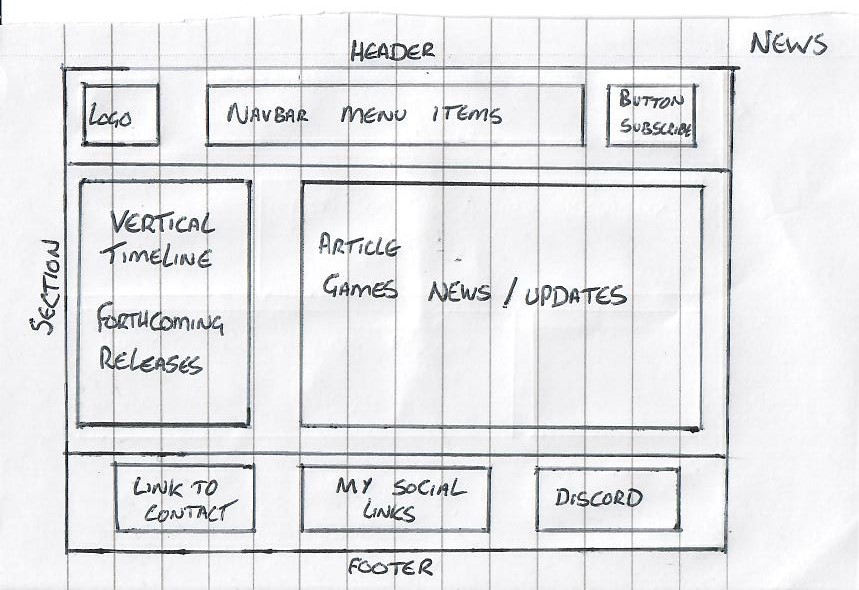 NEWS
HEADER
LOGO
NAVBAR MENU ITEMS
BUTTON
SUBSCRIBE
SECTION
VERTICAL
TIMELINE
FORTHCOMING
RELEASES
ARTICLE
GAMES NEWS / UPDATES
LINK TO
CONTACT
MY SOCIAL
LINKS
DISCORD
FOOTER